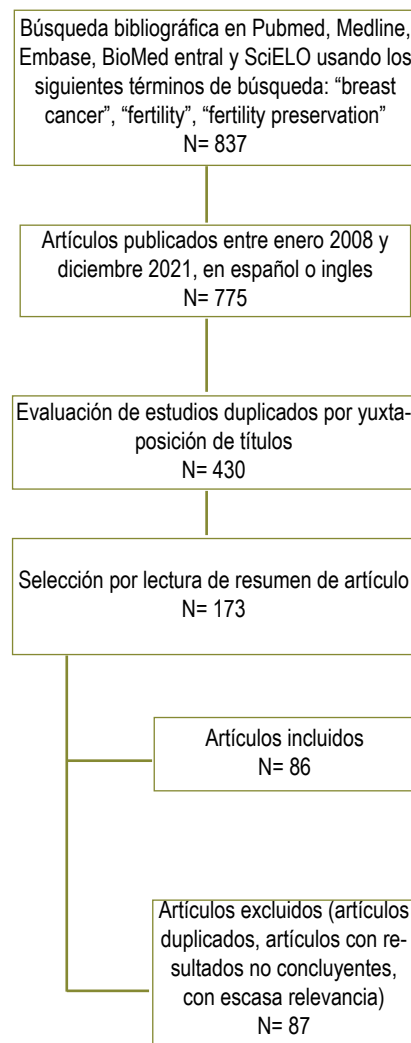 Búsqueda bibliográfica en Pubmed, Medline,
Embase, BioMed entral y SciELO usando los
siguientes términos de búsqueda: “breast
cancer”, “fertility”, “fertility preservation”
N= 837
Artículos publicados entre enero 2008 y
diciembre 2021, en español o ingles
N= 775
Evaluación de estudios duplicados por yuxta-
posición de títulos
N= 430
Selección por lectura de resumen de artículo
N= 173
Artículos incluidos
N= 86
Artículos excluidos (artículos
duplicados, artículos con re-
sultados no concluyentes,
con escasa relevancia)
N= 87